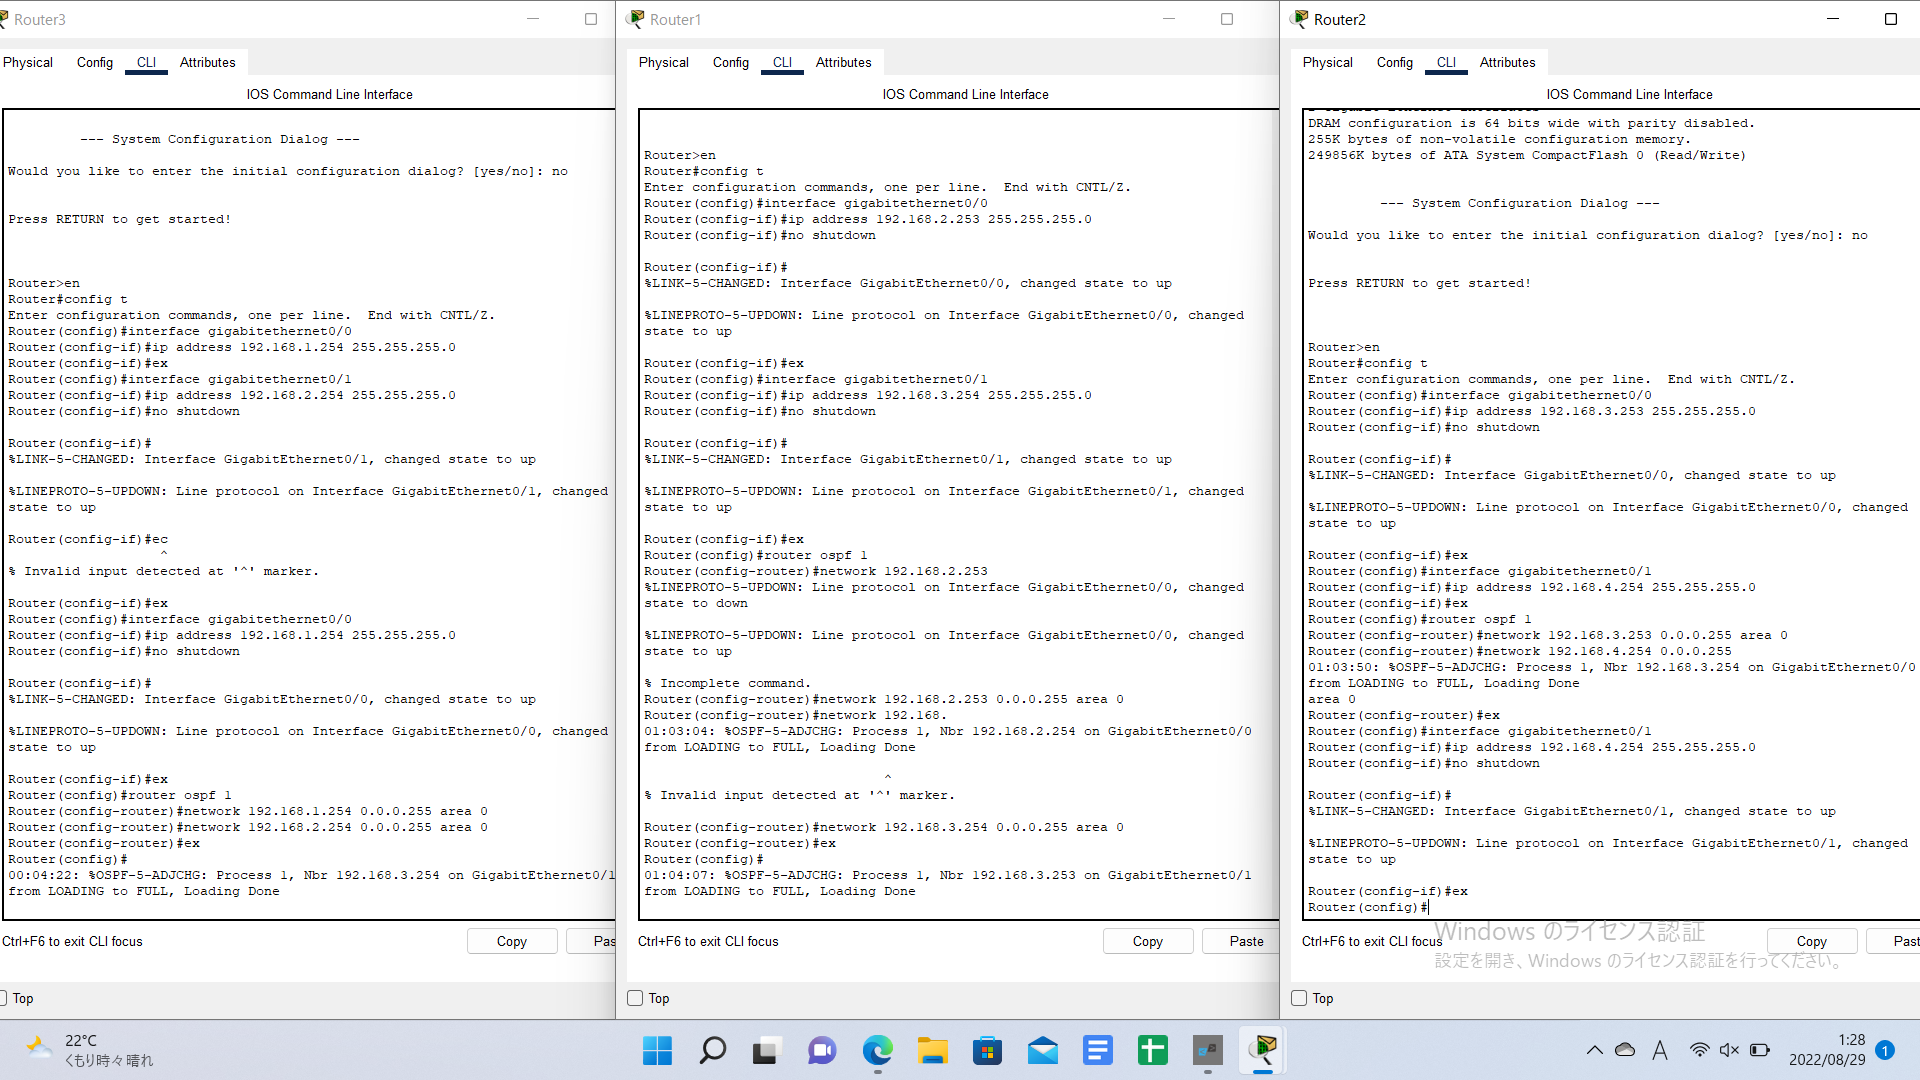 Router3
Physical Config CLI Attributes
IOS Command Line Interface
--- System Configuration Dialog ---
Would you like to enter the initial configuration dialog? [yes/no]: no
Press RETURN to get started!
Router>en
Router#config t
Enter configuration commands, one per line.  End with CNTL/Z.
Router(config)#interface gigabitethernet0/0
Router(config-if)#ip address 192.168.1.254 255.255.255.0
Router(config-if)#ex
Router(config)#interface gigabitethernet0/1
Router(config-if)#ip address 192.168.2.254 255.255.255.0
Router(config-if)#no shutdown
Router(config-if)#
%LINK-5-CHANGED: Interface GigabitEthernet0/1, changed state to up
%LINEPROTO-5-UPDOWN: Line protocol on Interface GigabitEthernet0/1, changed
state to up
Router(config-if)#ec
^
% Invalid input detected at '^' marker.
Router(config-if)#ex
Router(config)#interface gigabitethernet0/0
Router(config-if)#ip address 192.168.1.254 255.255.255.0
Router(config-if)#no shutdown
Router(config-if)#
%LINK-5-CHANGED: Interface GigabitEthernet0/0, changed state to up
%LINEPROTO-5-UPDOWN: Line protocol on Interface GigabitEthernet0/0, changed
state to up
Router(config-if)#ex
Router(config)#router ospf 1
Router(config-router)#network 192.168.1.254 0.0.0.255 area 0
Router(config-router)#network 192.168.2.254 0.0.0.255 area 0
Router(config-router)#ex
Router(config)#
00:04:22: %OSPF-5-ADJCHG: Process 1, Nbr 192.168.3.254 on GigabitEthernet0/1
from LOADING to FULL, Loading Done
Ctrl+F6 to exit CLI focus
Copy
Pas
Top
Router1
Physical Config CLI Attributes
IOS Command Line Interface
Router>en
Router#config t
Enter configuration commands, one per line.  End with CNTL/Z.
Router(config)#interface gigabitethernet0/0
Router(config-if)#ip address 192.168.2.253 255.255.255.0
Router(config-if)#no shutdown
Router(config-if)#
%LINK-5-CHANGED: Interface GigabitEthernet0/0, changed state to up
%LINEPROTO-5-UPDOWN: Line protocol on Interface GigabitEthernet0/0, changed
state to up
Router(config-if)#ex
Router(config)#interface gigabitethernet0/1
Router(config-if)#ip address 192.168.3.254 255.255.255.0
Router(config-if)#no shutdown
Router(config-if)#
%LINK-5-CHANGED: Interface GigabitEthernet0/1, changed state to up
%LINEPROTO-5-UPDOWN: Line protocol on Interface GigabitEthernet0/1, changed
state to up
Router(config-if)#ex
Router(config)#router ospf 1
Router(config-router)#network 192.168.2.253
%LINEPROTO-5-UPDOWN: Line protocol on Interface GigabitEthernet0/0, changed
state to down
%LINEPROTO-5-UPDOWN: Line protocol on Interface GigabitEthernet0/0, changed
state to up
% Incomplete command.
Router(config-router)#network 192.168.2.253 0.0.0.255 area 0
Router(config-router)#network 192.168.
01:03:04: %OSPF-5-ADJCHG: Process 1, Nbr 192.168.2.254 on GigabitEthernet0/0
from LOADING to FULL, Loading Done
^
% Invalid input detected at '^' marker.
Router(config-router)#network 192.168.3.254 0.0.0.255 area 0
Router(config-router)#ex
Router(config)#
01:04:07: %OSPF-5-ADJCHG: Process 1, Nbr 192.168.3.253 on GigabitEthernet0/1
from LOADING to FULL, Loading Done
Ctrl+F6 to exit CLI focus
Copy
Paste
Top
Router2
Physical Config CLI Attributes
IOS Command Line Interface
DRAM configuration is 64 bits wide with parity disabled.
255K bytes of non-volatile configuration memory.
249856K bytes of ATA System CompactFlash 0 (Read/Write)
--- System Configuration Dialog ---
Would you like to enter the initial configuration dialog? [yes/no]: no
Press RETURN to get started!
Router>en
Router#config t
Enter configuration commands, one per line.  End with CNTL/Z.
Router(config)#interface gigabitethernet0/0
Router(config-if)#ip address 192.168.3.253 255.255.255.0
Router(config-if)#no shutdown
Router(config-if)#
%LINK-5-CHANGED: Interface GigabitEthernet0/0, changed state to up
%LINEPROTO-5-UPDOWN: Line protocol on Interface GigabitEthernet0/0, changed
state to up
Router(config-if)#ex
Router(config)#interface gigabitethernet0/1
Router(config-if)#ip address 192.168.4.254 255.255.255.0
Router(config-if)#ex
Router(config)#router ospf 1
Router(config-router)#network 192.168.3.253 0.0.0.255 area 0
Router(config-router)#network 192.168.4.254 0.0.0.255
01:03:50: %OSPF-5-ADJCHG: Process 1, Nbr 192.168.3.254 on GigabitEthernet0/0
from LOADING to FULL, Loading Done
area 0
Router(config-router)#ex
Router(config)#interface gigabitethernet0/1
Router(config-if)#ip address 192.168.4.254 255.255.255.0
Router(config-if)#no shutdown
Router(config-if)#
%LINK-5-CHANGED: Interface GigabitEthernet0/1, changed state to up
%LINEPROTO-5-UPDOWN: Line protocol on Interface GigabitEthernet0/1, changed
state to up
Router(config-if)#ex
Router(config)#
Ctrl+F6 to exit CLI focus
Copy
Past
Top
Windows のライセンス認証
設定を開き、Windows のライセンス認証を行ってください。
22°C
くもり時々晴れ
A
1:28
2022/08/29
1